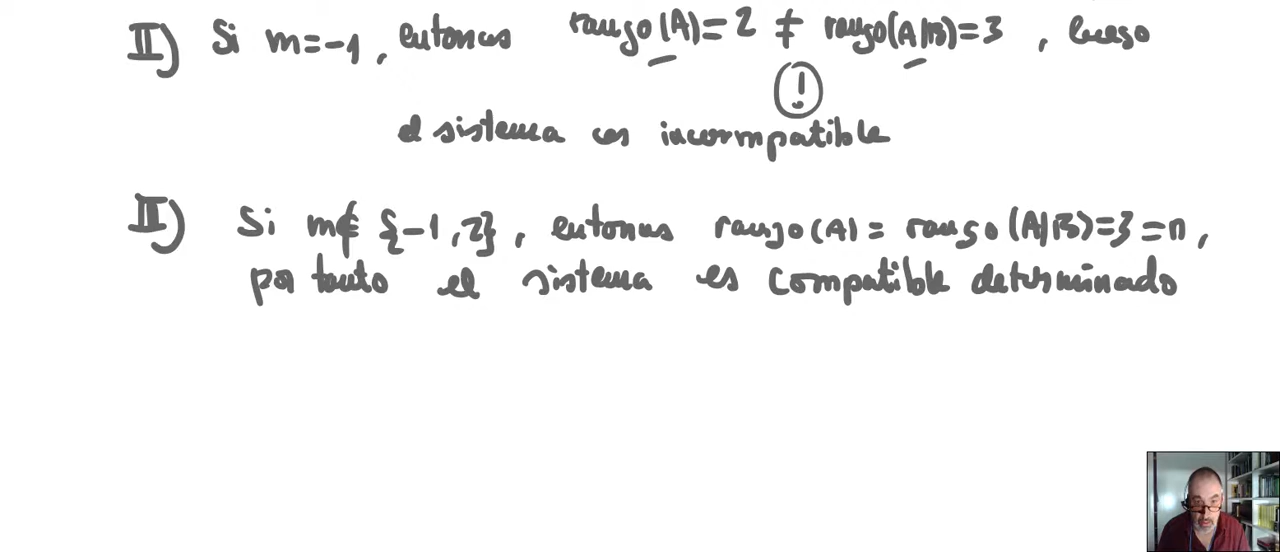 II) Si m=-1, entonces rango(A)=2 ≠ rango(A|B)=3, luego
!
el sistema es incompatible
III) Si m∉ {-1,2}, entonces rango(A) = rango(A|B)=3=n,
por tanto el sistema es compatible determinado